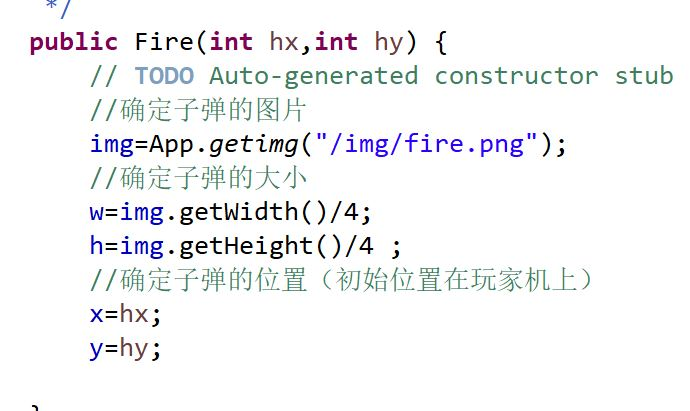 */
public Fire(int hx,int hy) {
// TODO Auto-generated constructor stub
//确定子弹的图片
img=App.getimg("/img/fire.png");
//确定子弹的大小
w=img.getWidth()/4;
h=img.getHeight()/4 ;
//确定子弹的位置（初始位置在玩家机上）
x=hx;
y=hy;
}